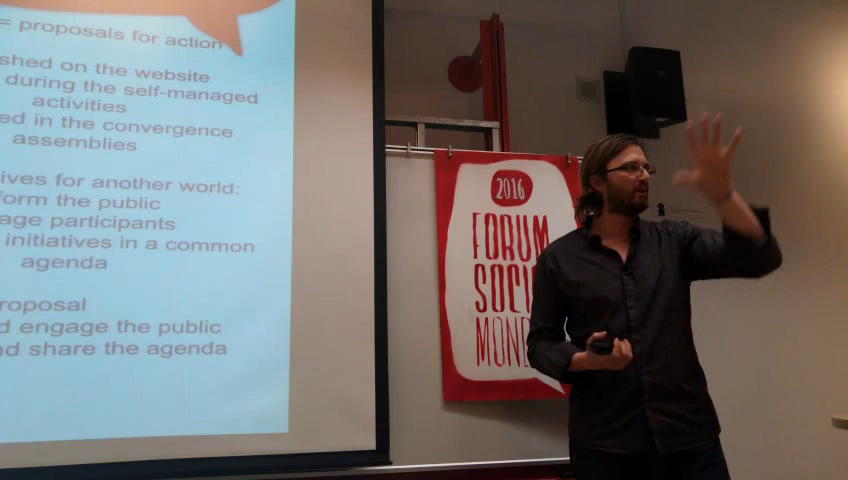 = proposals for action
shed on the website
during the self-managed
activities
ed in the convergence
assemblies
ives for another world:
form the public
age participants
initiatives in a common
agenda
roposal
d engage the public
nd share the agenda
2016
FORUM
SOCI
MOND